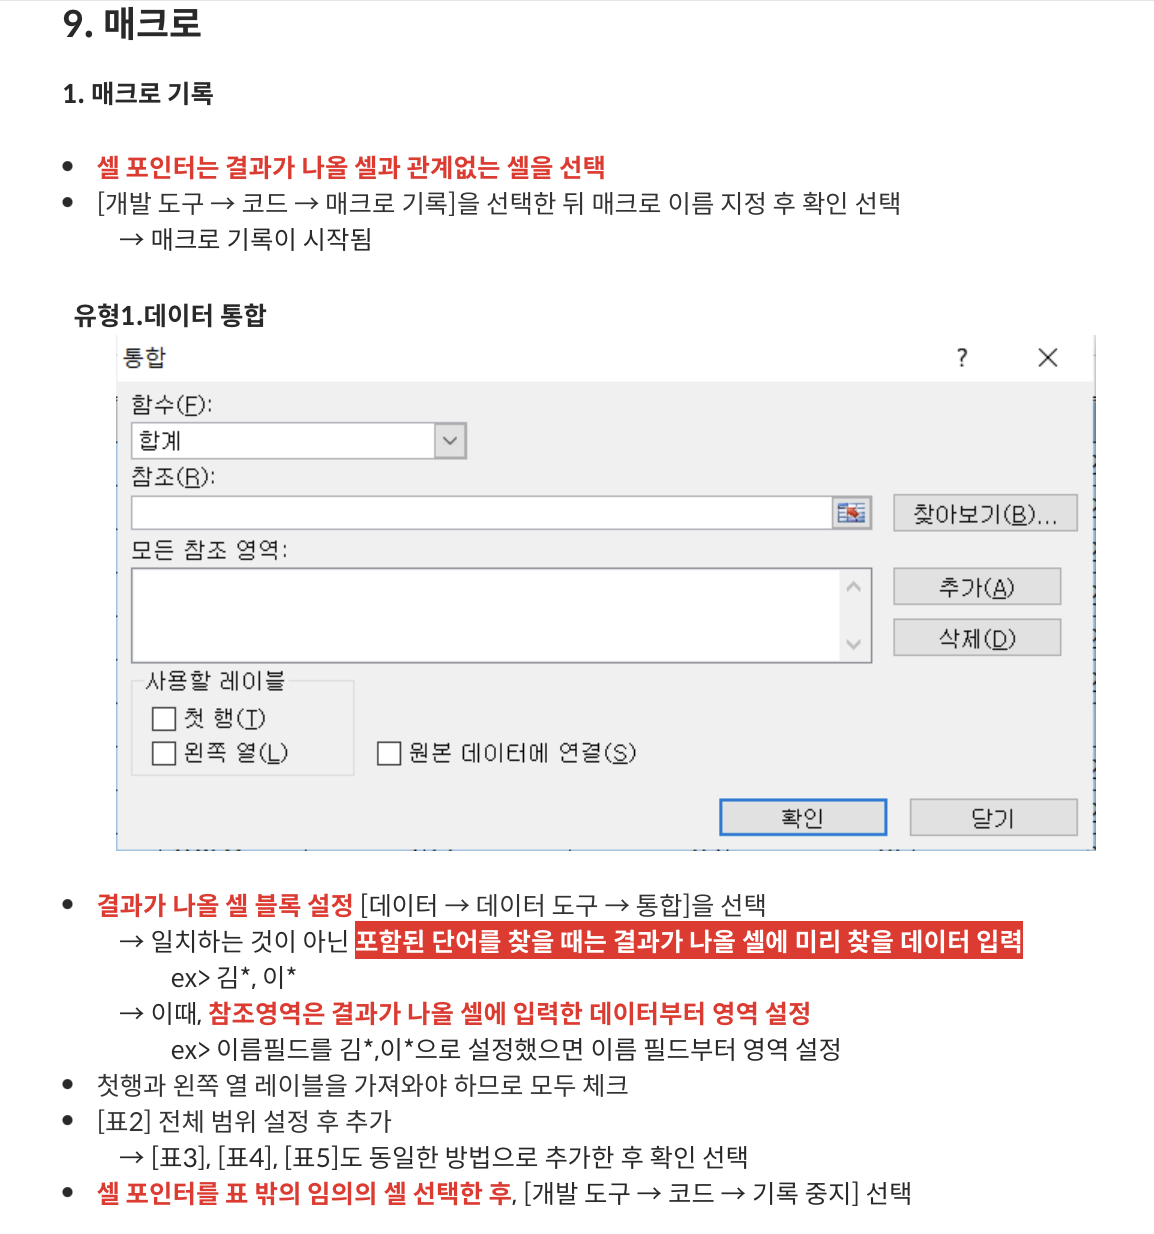 9. 매크로
1. 매크로 기록
• 셀 포인터는 결과가 나올 셀과 관계없는 셀을 선택
• [개발 도구 → 코드 → 매크로 기록]을 선택한 뒤 매크로 이름 지정 후 확인 선택
→ 매크로 기록이 시작됨
유형1.데이터 통합
통합 ? ×
함수(F):
합계
참조(R):
찾아보기(B)...
모든 참조 영역:
추가(A)
삭제(D)
사용할 레이블
첫 행(T)
왼쪽 열(L) 원본 데이터에 연결(S)
확인 닫기
• 결과가 나올 셀 블록 설정 [데이터 → 데이터 도구 → 통합]을 선택
→ 일치하는 것이 아닌 포함된 단어를 찾을 때는 결과가 나올 셀에 미리 찾을 데이터 입력
ex> 김*, 이*
→ 이때, 참조영역은 결과가 나올 셀에 입력한 데이터부터 영역 설정
ex> 이름필드를 김*,이*으로 설정했으면 이름 필드부터 영역 설정
• 첫행과 왼쪽 열 레이블을 가져와야 하므로 모두 체크
• [표2] 전체 범위 설정 후 추가
→ [표3], [표4], [표5]도 동일한 방법으로 추가한 후 확인 선택
• 셀 포인터를 표 밖의 임의의 셀 선택한 후, [개발 도구 → 코드 → 기록 중지] 선택